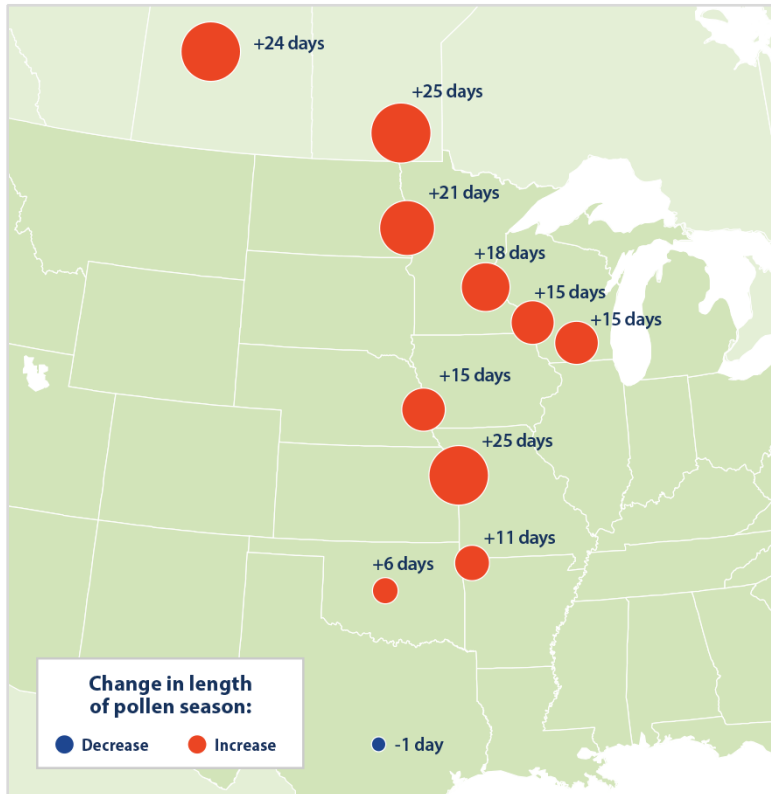 +24 days
+25 days
+21 days
+18 days
+15 days
+15 days
+15 days
+25 days
+11 days
+6 days
Change in length
of pollen season:
Decrease
Increase
-1 day